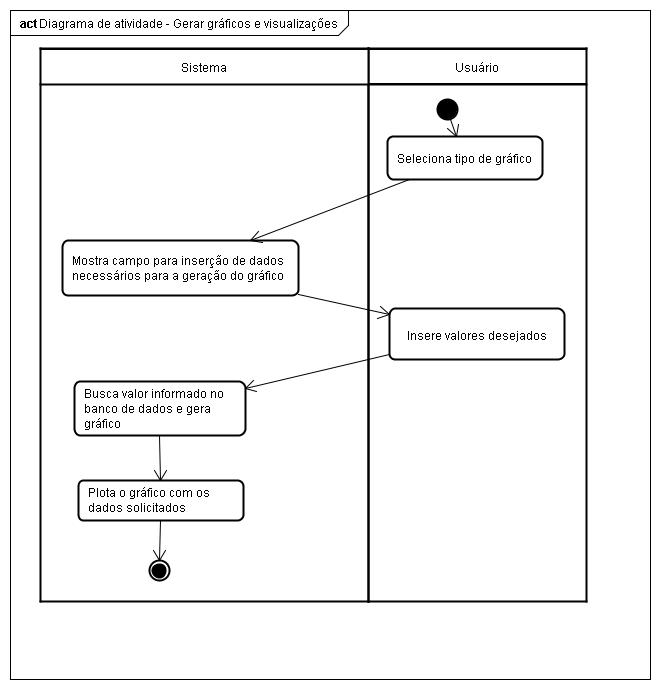 act Diagrama de atividade - Gerar gráficos e visualizações
Sistema
Usuário
Seleciona tipo de gráfico
Mostra campo para inserção de dados
necessários para a geração do gráfico
Insere valores desejados
Busca valor informado no
banco de dados e gera
gráfico
Plota o gráfico com os
dados solicitados